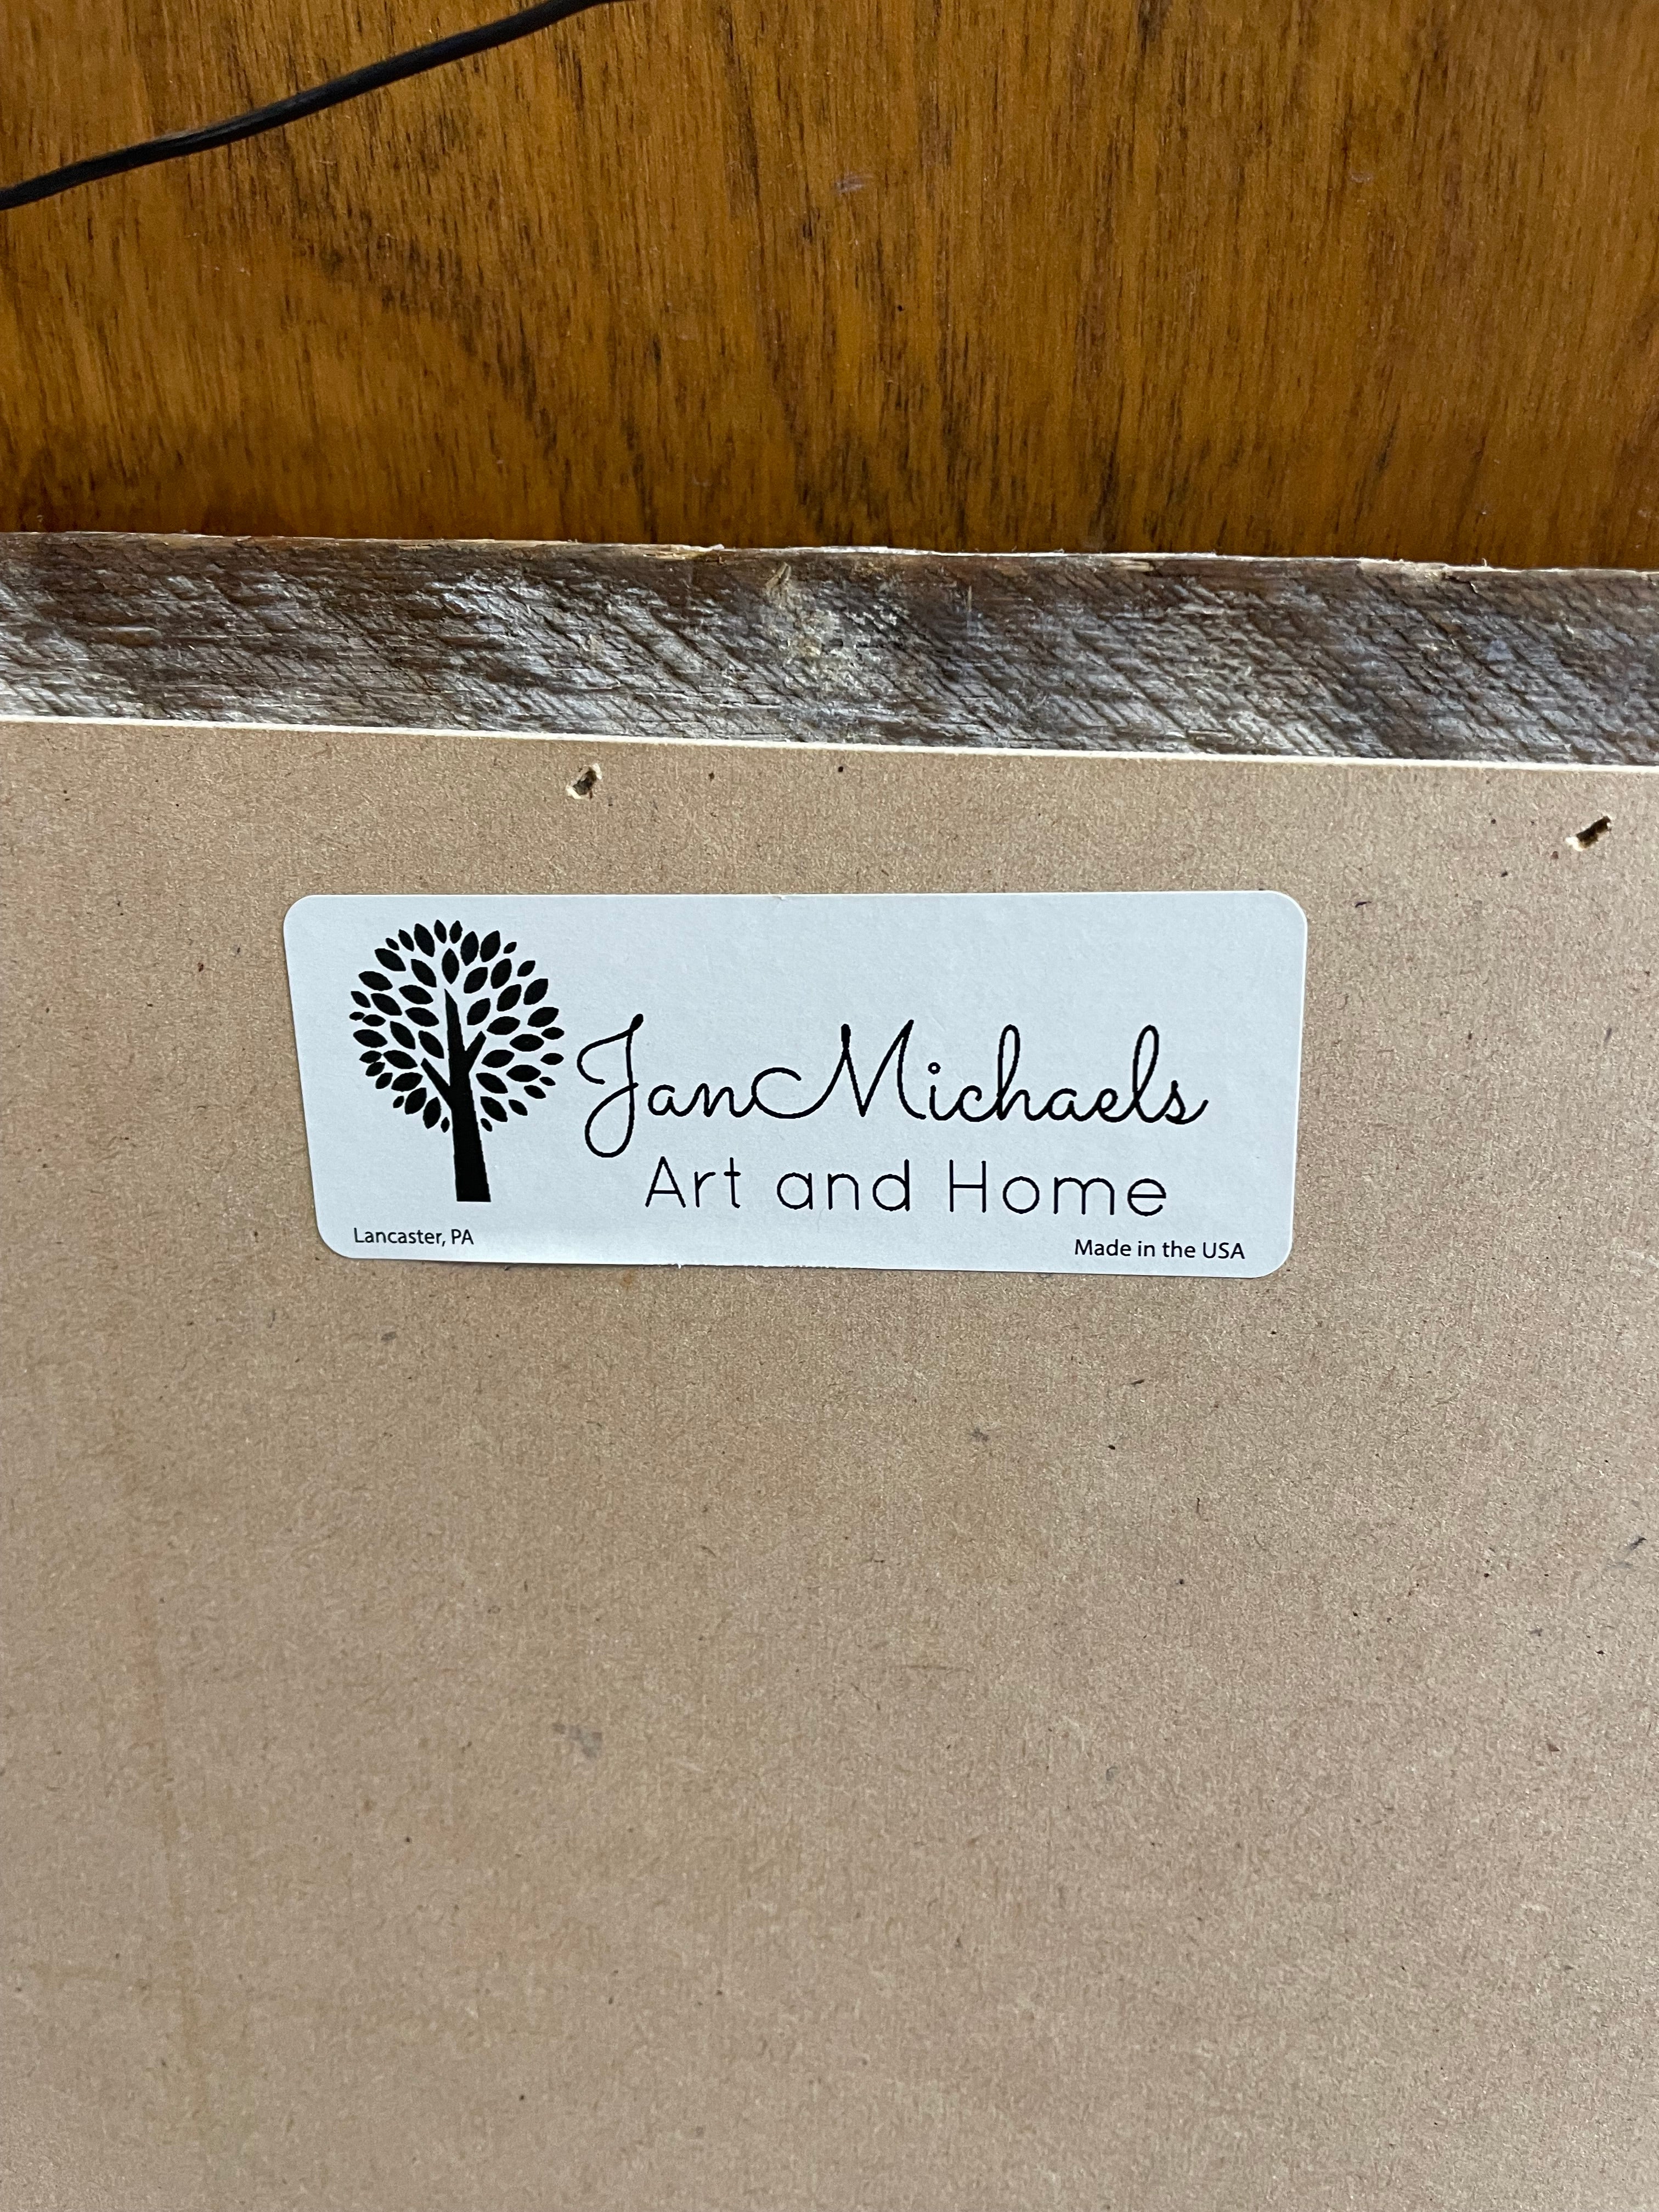 JanMichaels
Art and Home
Lancaster, PA
Made in the USA